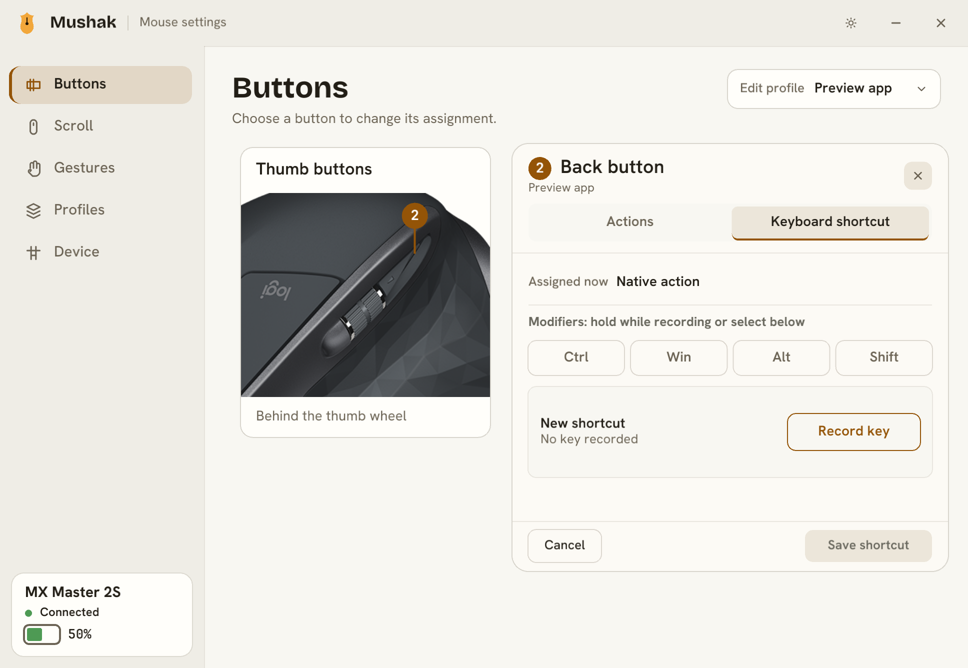 Mushak
Mouse settings
Buttons
Scroll
Gestures
Profiles
Device
MX Master 2S
Connected
50%
Buttons
Choose a button to change its assignment.
Edit profile Preview app
Thumb buttons
2
logi
Behind the thumb wheel
2 Back button
Preview app
Actions
Keyboard shortcut
Assigned now Native action
Modifiers: hold while recording or select below
Ctrl
Win
Alt
Shift
New shortcut
No key recorded
Record key
Cancel
Save shortcut